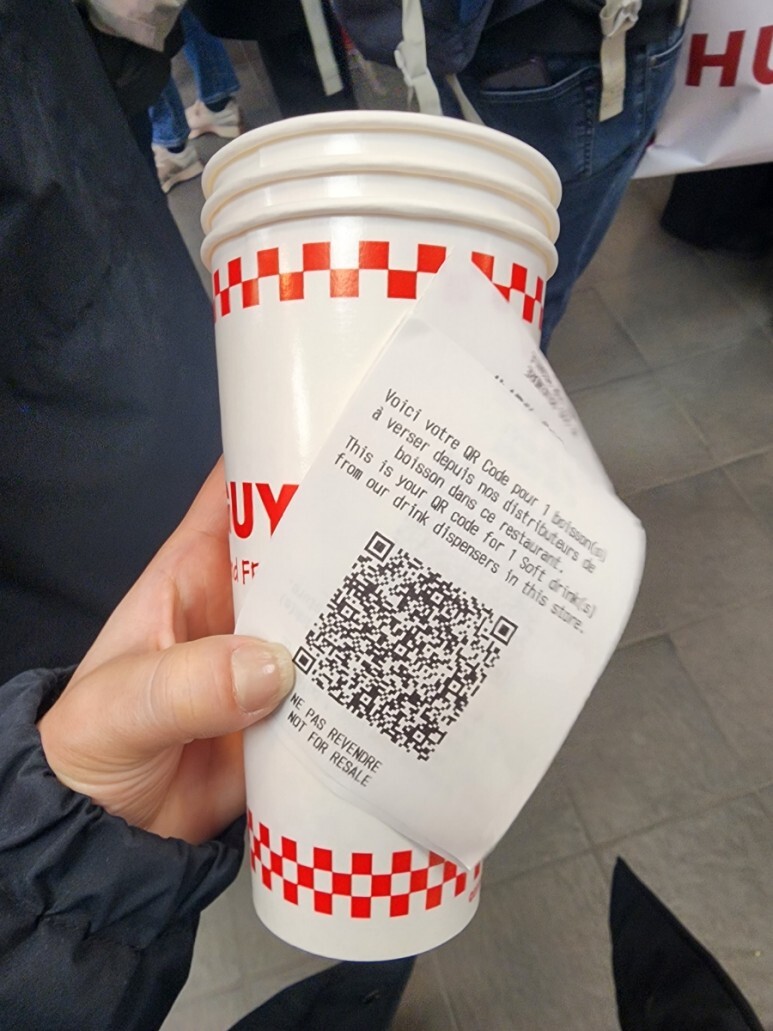 HU
Voici votre QR Code pour 1 boisson(s)
à verser depuis nos distributeurs de
boisson dans ce restaurant.
This is your QR code for 1 Soft drink(s)
from our drink dispensers in this store.
UY
d FR
NE PAS REVENDRE
NOT FOR RESALE